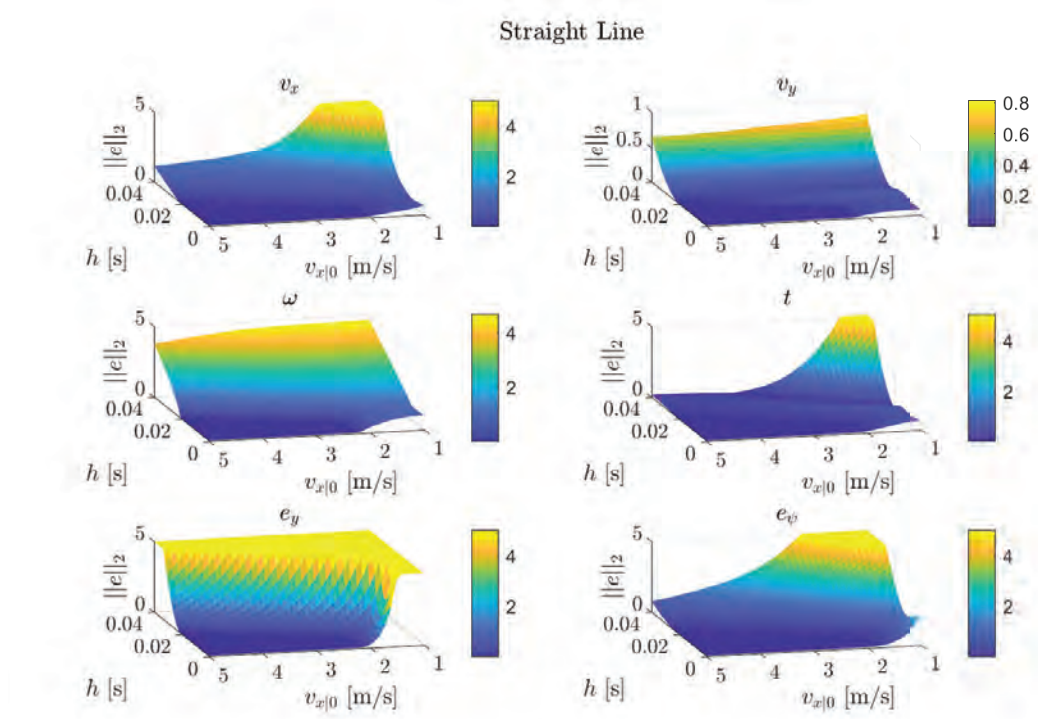 Straight Line
v_x
5
||e||_2
0
0.04
0.02
0
h [s]
5 4 3 2 1
v_{x|0} [m/s]
4
2
v_y
1
||e||_2
0.5
0
0.04
0.02
0
h [s]
5 4 3 2 1
v_{x|0} [m/s]
0.8
0.6
0.4
0.2
ω
5
||e||_2
0
0.04
0.02
0
h [s]
5 4 3 2 1
v_{x|0} [m/s]
4
2
t
5
||e||_2
0
0.04
0.02
0
h [s]
5 4 3 2 1
v_{x|0} [m/s]
4
2
e_y
5
||e||_2
0
0.04
0.02
0
h [s]
5 4 3 2 1
v_{x|0} [m/s]
4
2
e_ψ
5
||e||_2
0
0.04
0.02
0
h [s]
5 4 3 2 1
v_{x|0} [m/s]
4
2